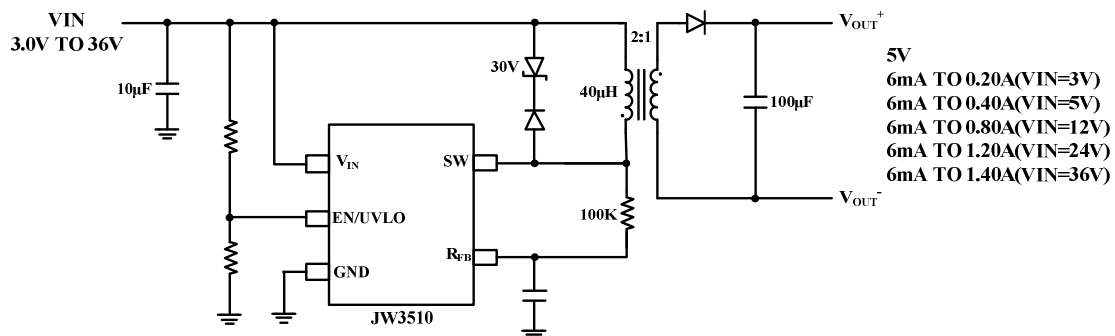 VIN
3.0V TO 36V
10μF
30V
2:1
40μH
100μF
VOUT+
5V
6mA TO 0.20A(VIN=3V)
6mA TO 0.40A(VIN=5V)
6mA TO 0.80A(VIN=12V)
6mA TO 1.20A(VIN=24V)
6mA TO 1.40A(VIN=36V)
VOUT-
VIN
SW
EN/UVLO
100K
RFB
GND
JW3510